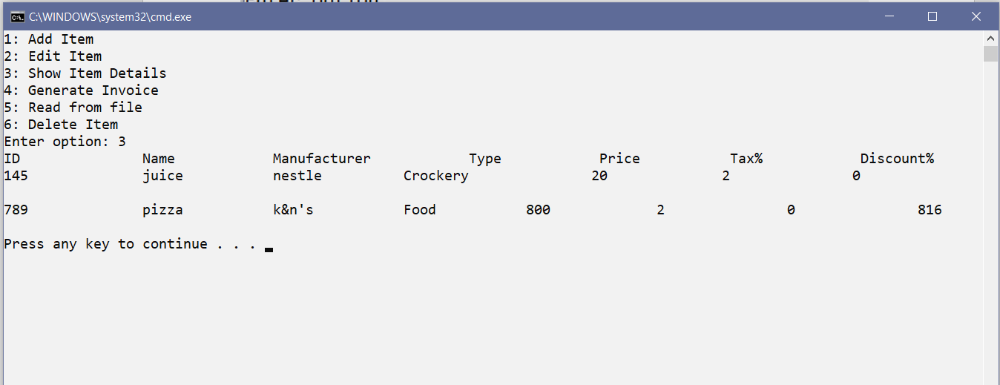 C:\WINDOWS\system32\cmd.exe
1: Add Item
2: Edit Item
3: Show Item Details
4: Generate Invoice
5: Read from file
6: Delete Item
Enter option: 3
ID Name Manufacturer Type Price Tax% Discount%
145 juice nestle Crockery 20 2 0
789 pizza k&n's Food 800 2 0 816
Press any key to continue . . .